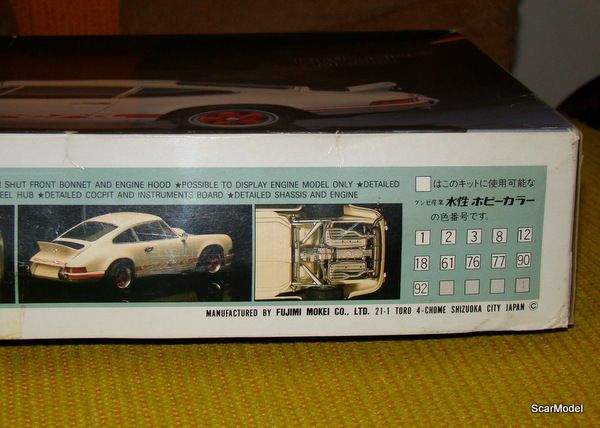 SHUT FRONT BONNET AND ENGINE HOOD ★POSSIBLE TO DISPLAY ENGINE MODEL ONLY ★DETAILED
EEL HUB ★DETAILED COCPIT AND INSTRUMENTS BOARD ★DETAILED SHASSIS AND ENGINE
□はこのキットに使用可能な
グンゼ産業 水性ホビーカラー
の色番号です。
1 2 3 8 12
18 61 76 77 90
92
MANUFACTURED BY FUJIMI MOKEI CO., LTD. 21-1 TORO 4-CHOME SHIZUOKA CITY JAPAN ©
ScarModel